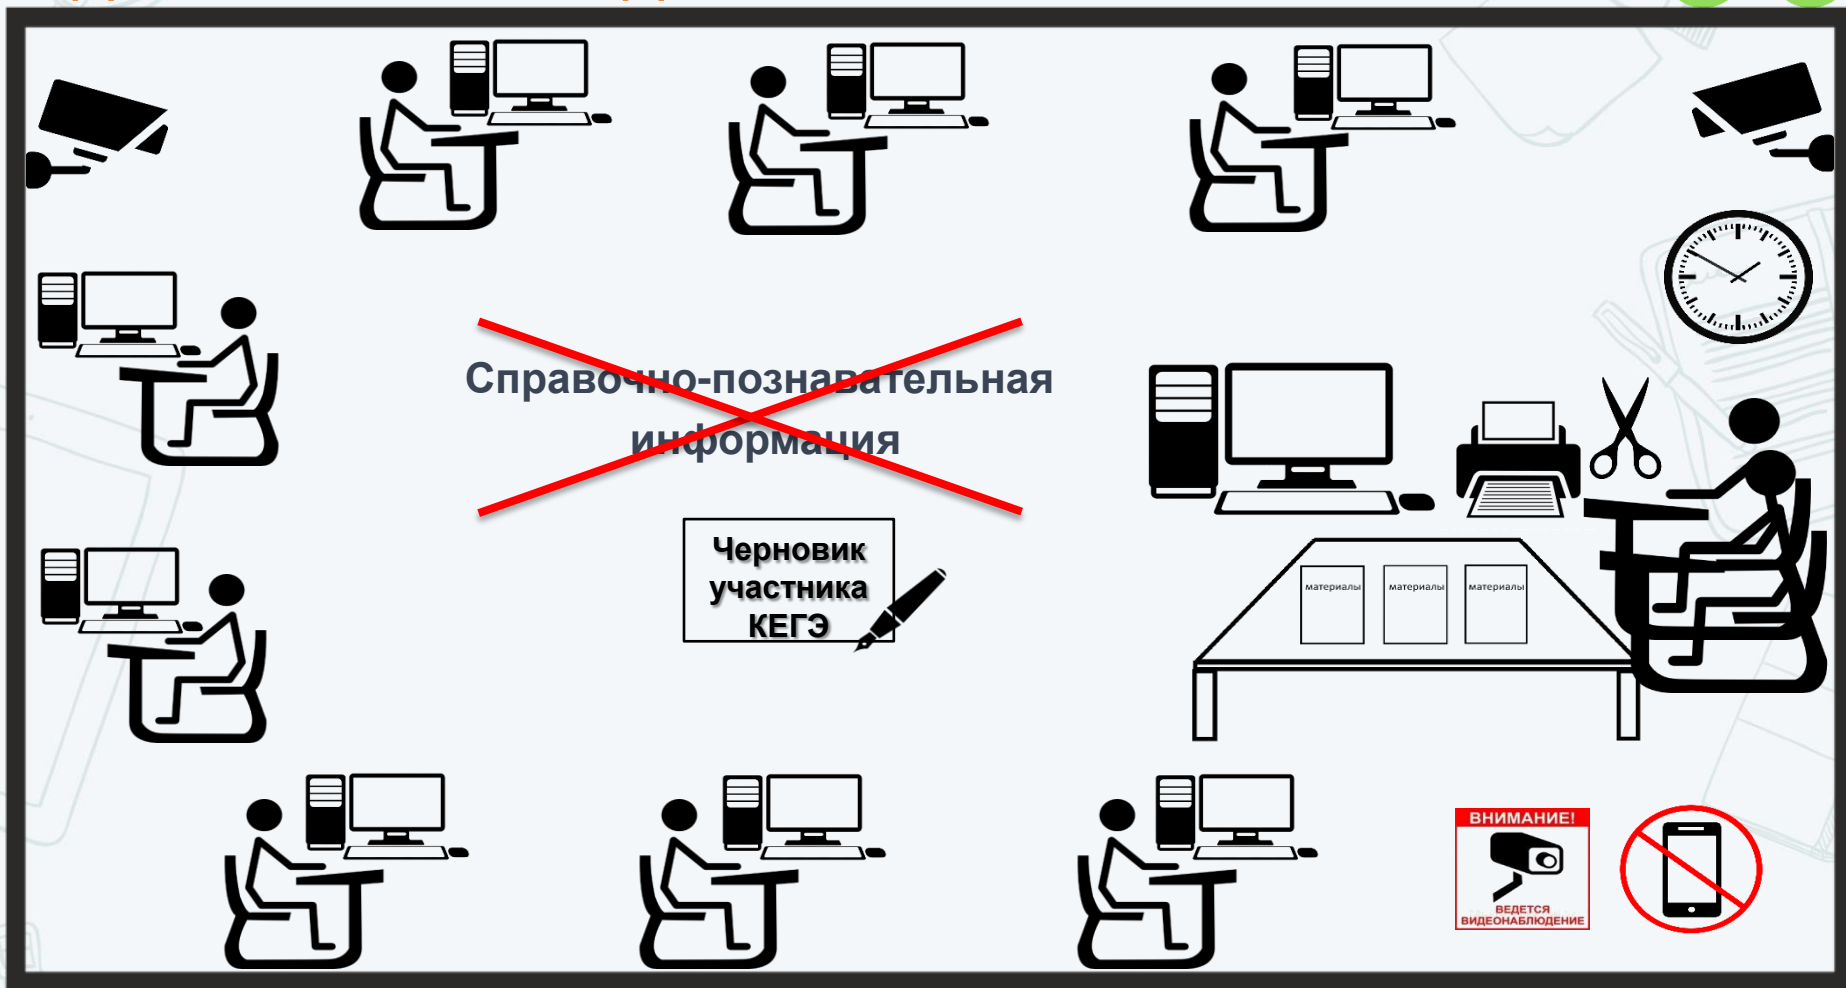 Справочно-познавательная
информация
Черновик
участника
КЕГЭ
материалы
материалы
материалы
ВНИМАНИЕ!
ВЕДЕТСЯ
ВИДЕОНАБЛЮДЕНИЕ